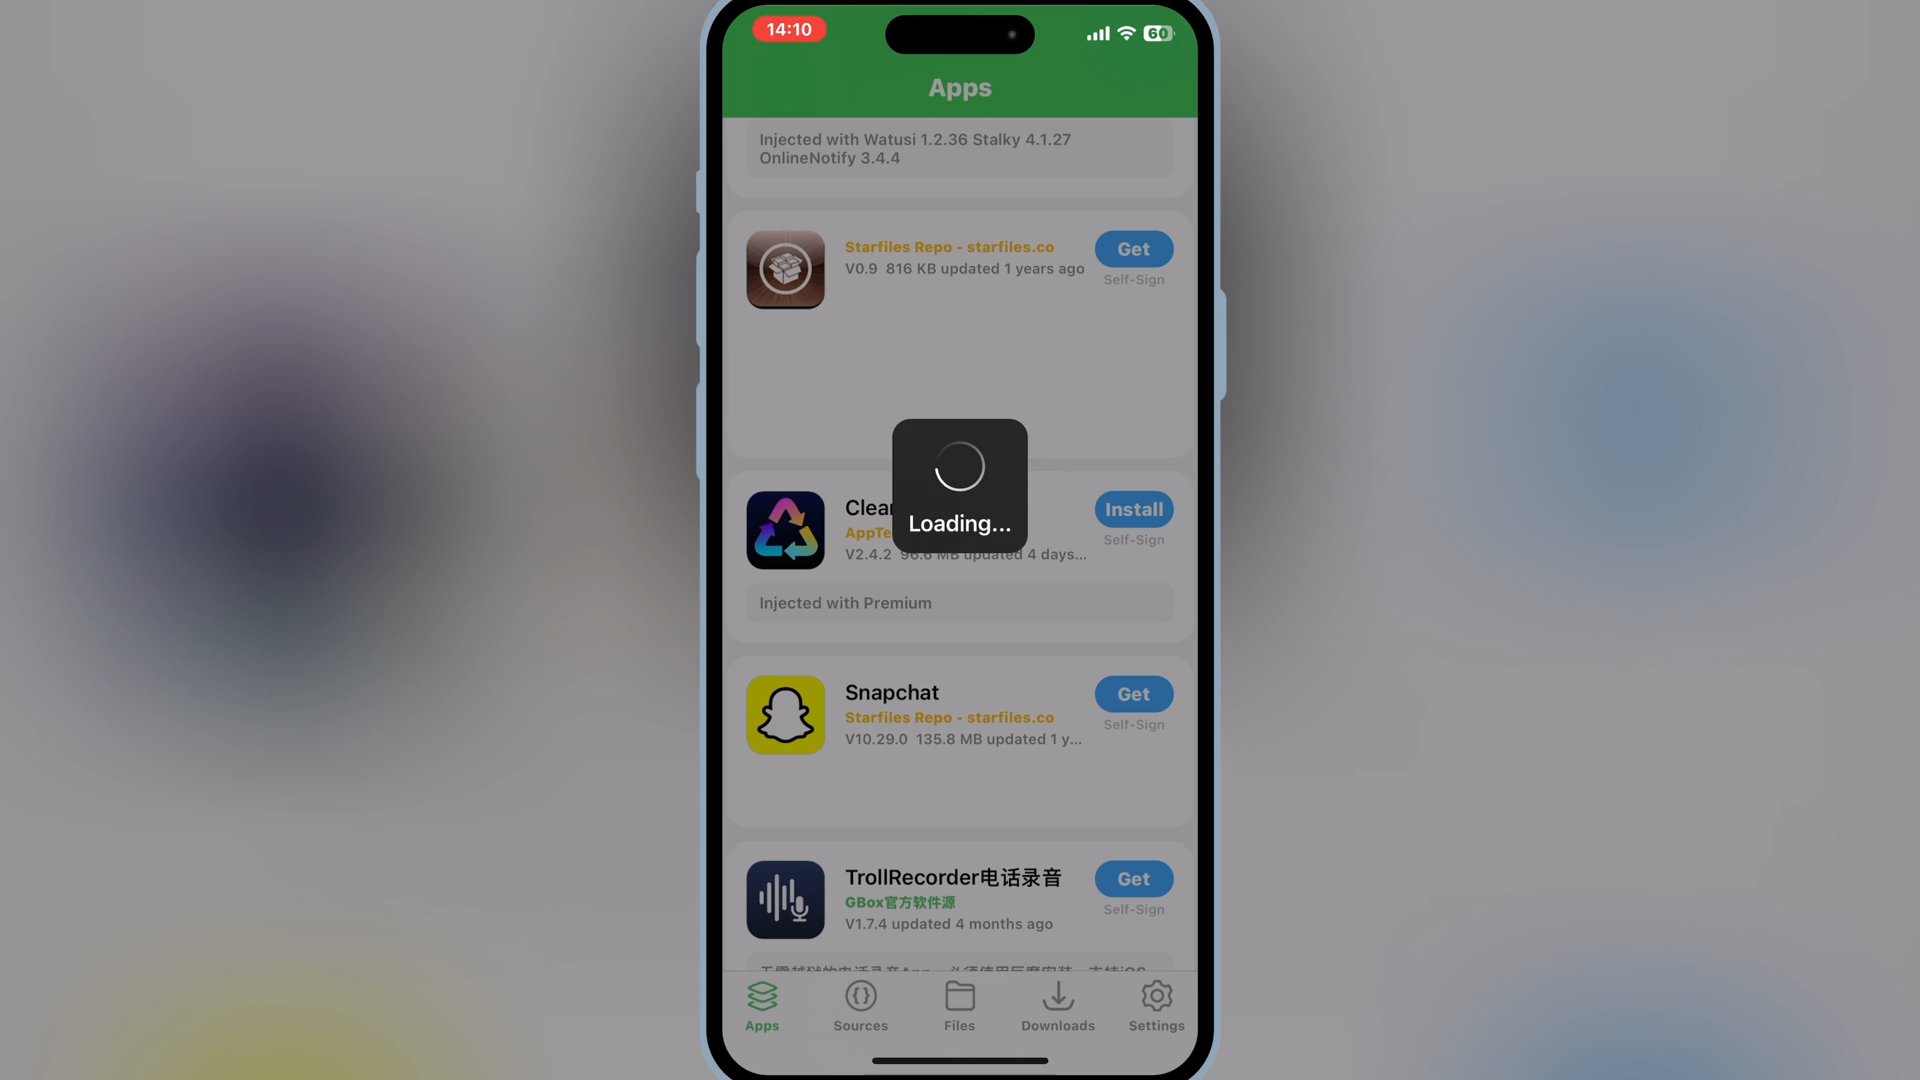 14:10
60
Apps
Injected with Watusi 1.2.36 Stalky 4.1.27
OnlineNotify 3.4.4
Starfiles Repo - starfiles.co
V0.9 816 KB updated 1 years ago
Get
Self-Sign
Clea
AppTe
V2.4.2 96.6 MB updated 4 days...
Install
Self-Sign
Loading...
Injected with Premium
Snapchat
Starfiles Repo - starfiles.co
V10.29.0 135.8 MB updated 1 y...
Get
Self-Sign
TrollRecorder电话录音
GBox官方软件源
V1.7.4 updated 4 months ago
Get
Self-Sign
Apps
Sources
Files
Downloads
Settings